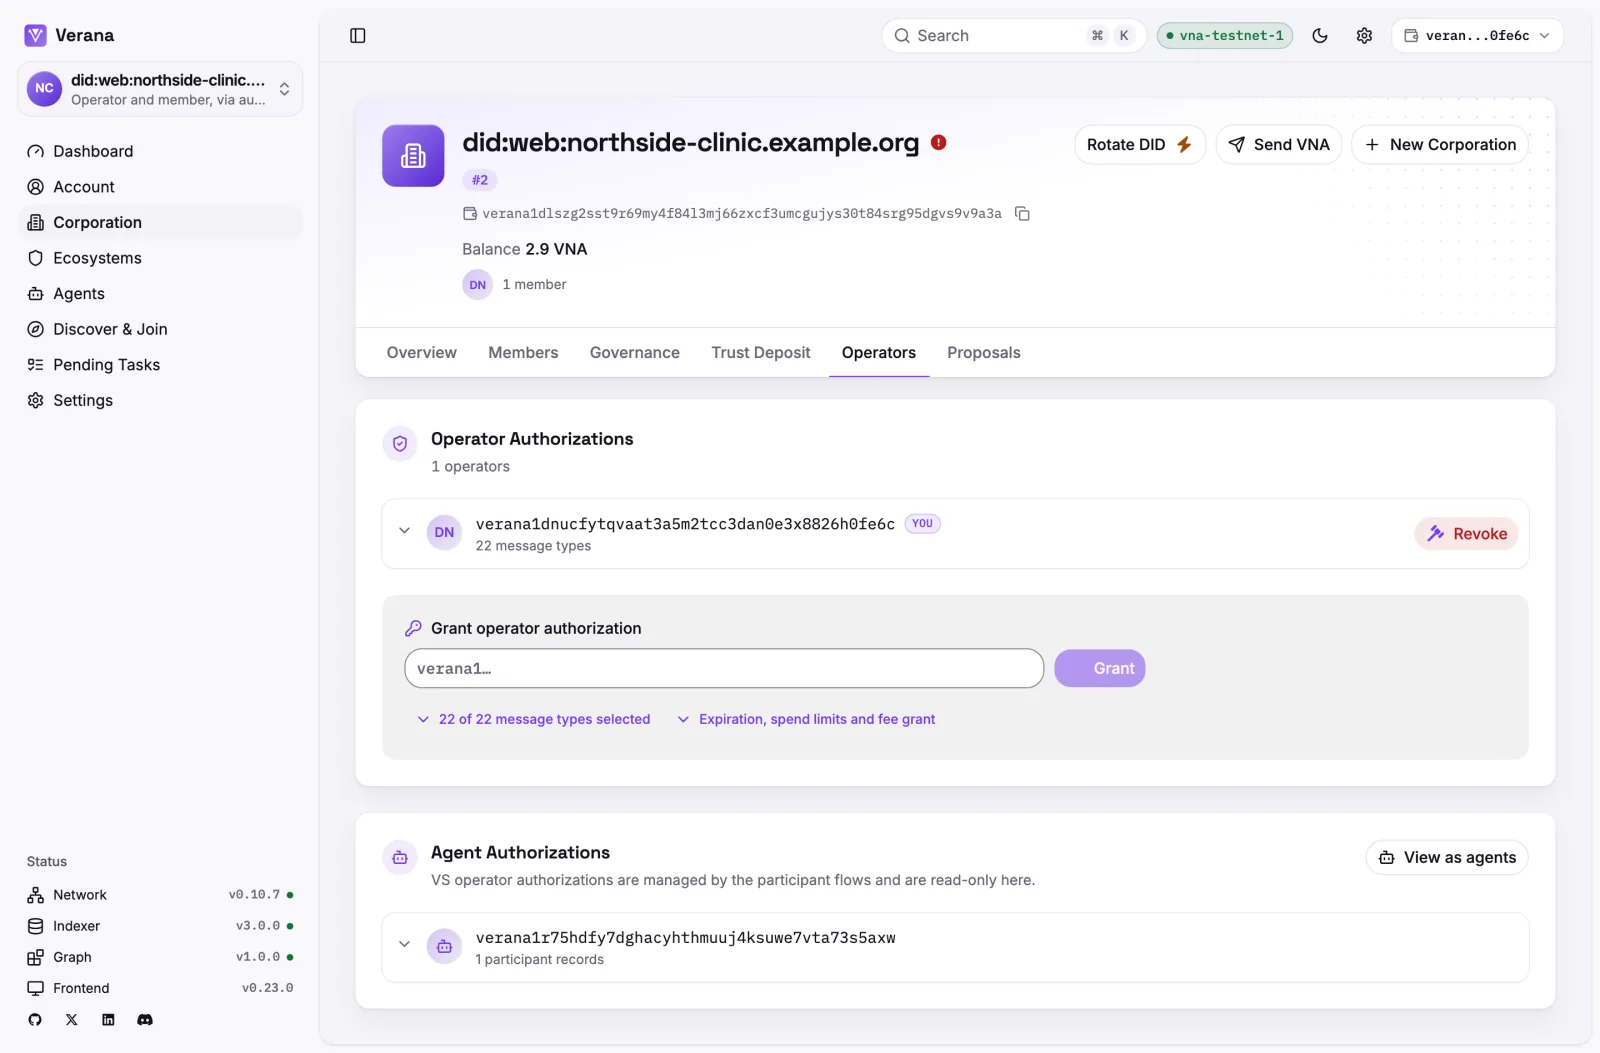 Verana
NC
did:web:northside-clinic....
Operator and member, via au...
Dashboard
Account
Corporation
Ecosystems
Agents
Discover & Join
Pending Tasks
Settings
Status
Network v0.10.7
Indexer v3.0.0
Graph v1.0.0
Frontend v0.23.0
Search ⌘ K
vna-testnet-1
veran...0fe6c
did:web:northside-clinic.example.org
Rotate DID
Send VNA
New Corporation
#2
verana1dlszg2sst9r69my4f84l3mj66zxcf3umcgujys30t84srg95dgvs9v9a3a
Balance 2.9 VNA
DN 1 member
Overview Members Governance Trust Deposit Operators Proposals
Operator Authorizations
1 operators
DN
verana1dnucfytqvaat3a5m2tcc3dan0e3x8826h0fe6c YOU
22 message types
Revoke
Grant operator authorization
verana1…
Grant
22 of 22 message types selected
Expiration, spend limits and fee grant
Agent Authorizations
VS operator authorizations are managed by the participant flows and are read-only here.
View as agents
verana1r75hdfy7dghacyhthmuuj4ksuwe7vta73s5axw
1 participant records